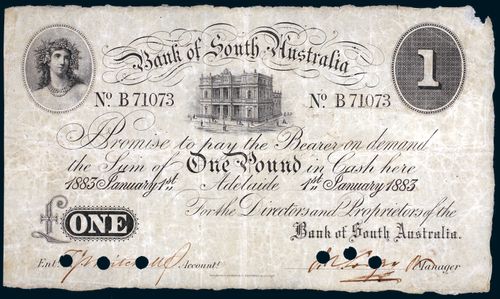 Bank of South Australia
1
No. B 71073 No. B 71073
Promise to pay the Bearer on demand
the Sum of One Pound in Cash here
1883 January 1st. Adelaide 1st. January 1883
For the Directors and Proprietors of the
£ONE Bank of South Australia.
Ent. Accountt. Manager